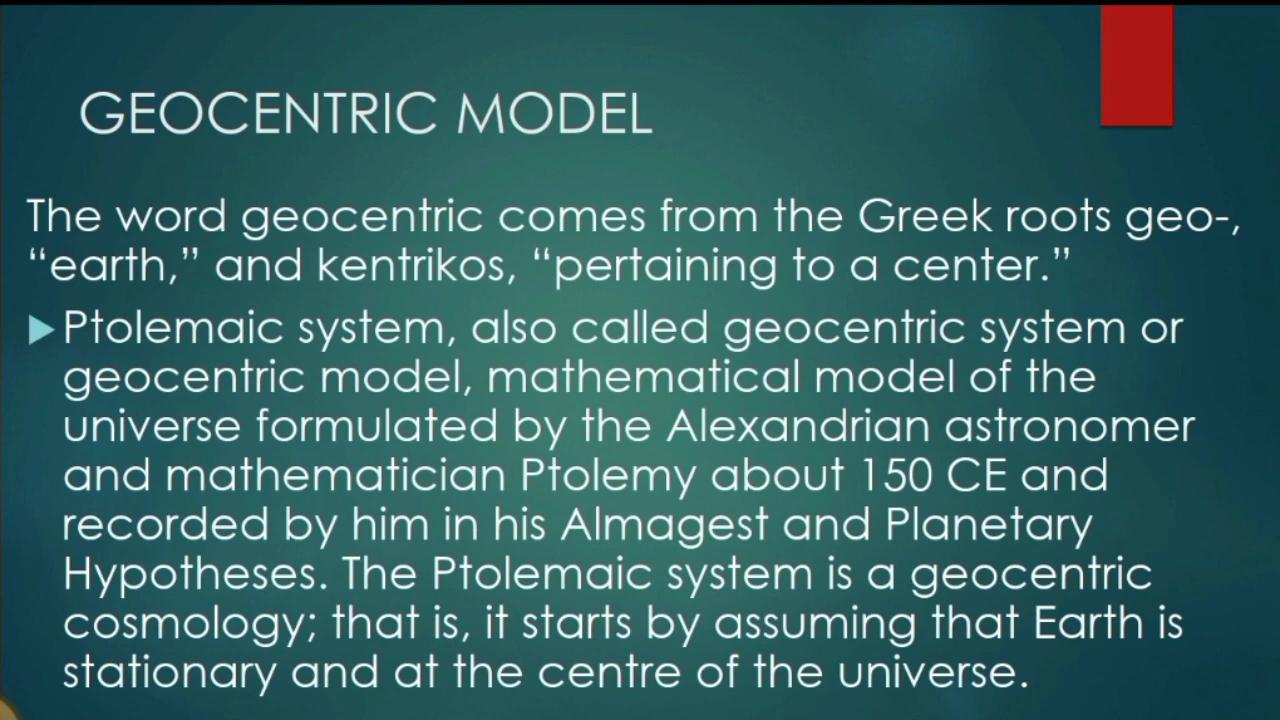 GEOCENTRIC MODEL
The word geocentric comes from the Greek roots geo-,
“earth,” and kentrikos, “pertaining to a center.”
Ptolemaic system, also called geocentric system or
geocentric model, mathematical model of the
universe formulated by the Alexandrian astronomer
and mathematician Ptolemy about 150 CE and
recorded by him in his Almagest and Planetary
Hypotheses. The Ptolemaic system is a geocentric
cosmology; that is, it starts by assuming that Earth is
stationary and at the centre of the universe.